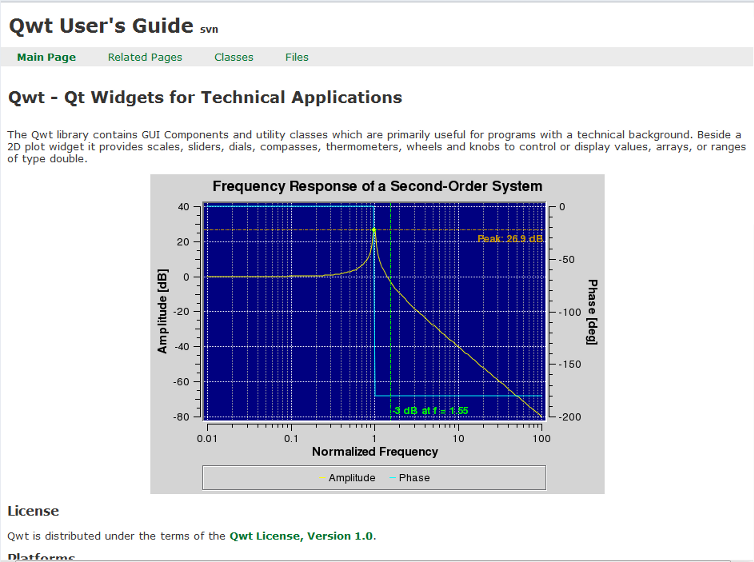 Qwt User's Guide svn
Main Page Related Pages Classes Files
Qwt - Qt Widgets for Technical Applications
The Qwt library contains GUI Components and utility classes which are primarily useful for programs with a technical background. Beside a
2D plot widget it provides scales, sliders, dials, compasses, thermometers, wheels and knobs to control or display values, arrays, or ranges
of type double.
Frequency Response of a Second-Order System
40
20
0
-20
-40
-60
-80
Amplitude [dB]
Peak: 26.9 dB
-3 dB at f = 1.55
0
-50
-100
-150
-200
Phase [deg]
0.01 0.1 1 10 100
Normalized Frequency
Amplitude Phase
License
Qwt is distributed under the terms of the Qwt License, Version 1.0.
Platforms